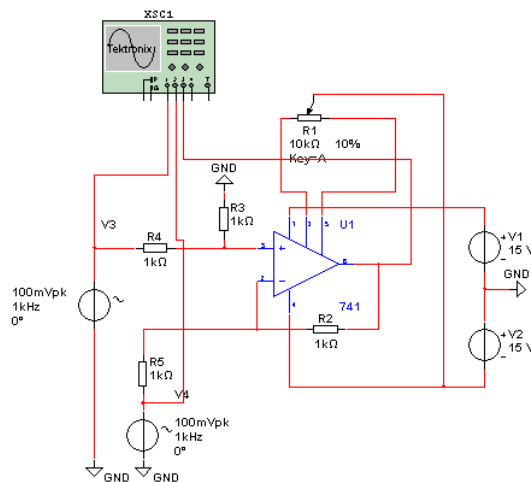 XSC1
Tektronix
P
G
1 2 3 4 T
R1
10kΩ 10%
Key=A
GND
V3
R3
1kΩ
U1
R4
1kΩ
1 3 5
3
2
6
4
741
R2
1kΩ
V1
15 V
GND
V2
15 V
100mVpk
1kHz
0°
R5
1kΩ
V4
100mVpk
1kHz
0°
GND
GND